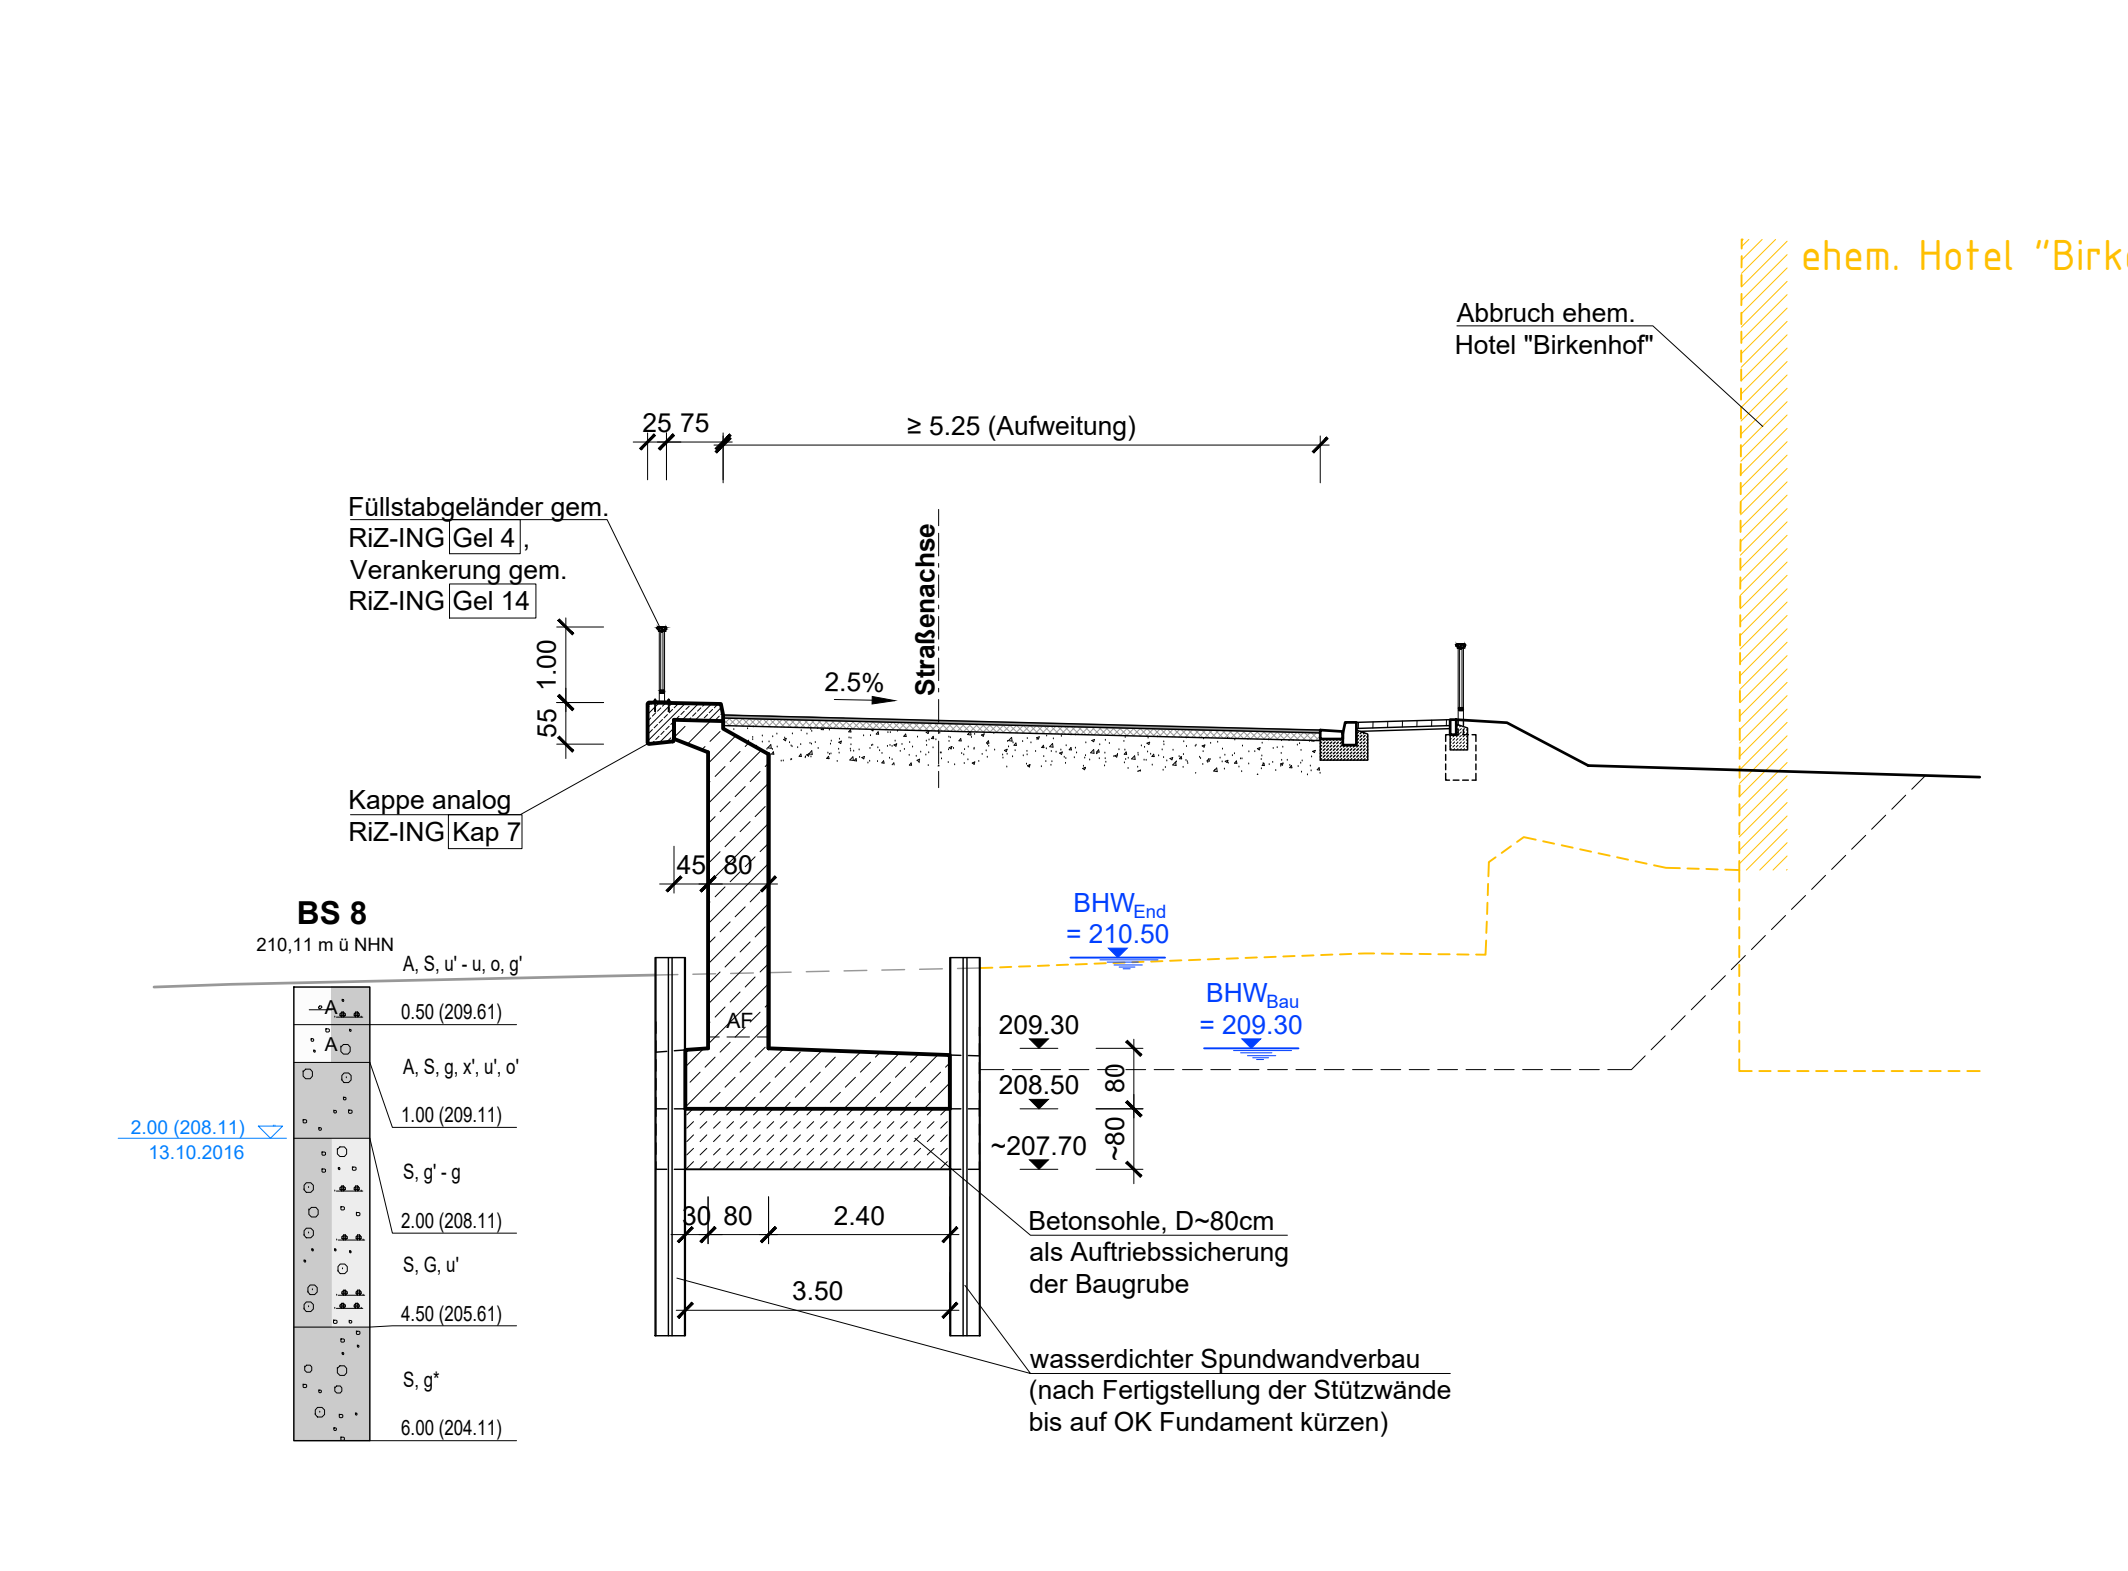 ehem. Hotel "Birk
Abbruch ehem.
Hotel "Birkenhof"
25 75
≥ 5.25 (Aufweitung)
Füllstabgeländer gem.
RiZ-ING Gel 4 ,
Verankerung gem.
RiZ-ING Gel 14
Straßenachse
1.00
55
2.5%
Kappe analog
RiZ-ING Kap 7
45 80
BS 8
210,11 m ü NHN
A, S, u' - u, o, g'
A
0.50 (209.61)
A
A, S, g, x', u', o'
1.00 (209.11)
2.00 (208.11)
13.10.2016
S, g' - g
2.00 (208.11)
S, G, u'
4.50 (205.61)
S, g*
6.00 (204.11)
BHWEnd
= 210.50
BHWBau
= 209.30
AF
209.30
208.50
80
~207.70
~80
30 80 2.40
3.50
Betonsohle, D~80cm
als Auftriebssicherung
der Baugrube
wasserdichter Spundwandverbau
(nach Fertigstellung der Stützwände
bis auf OK Fundament kürzen)